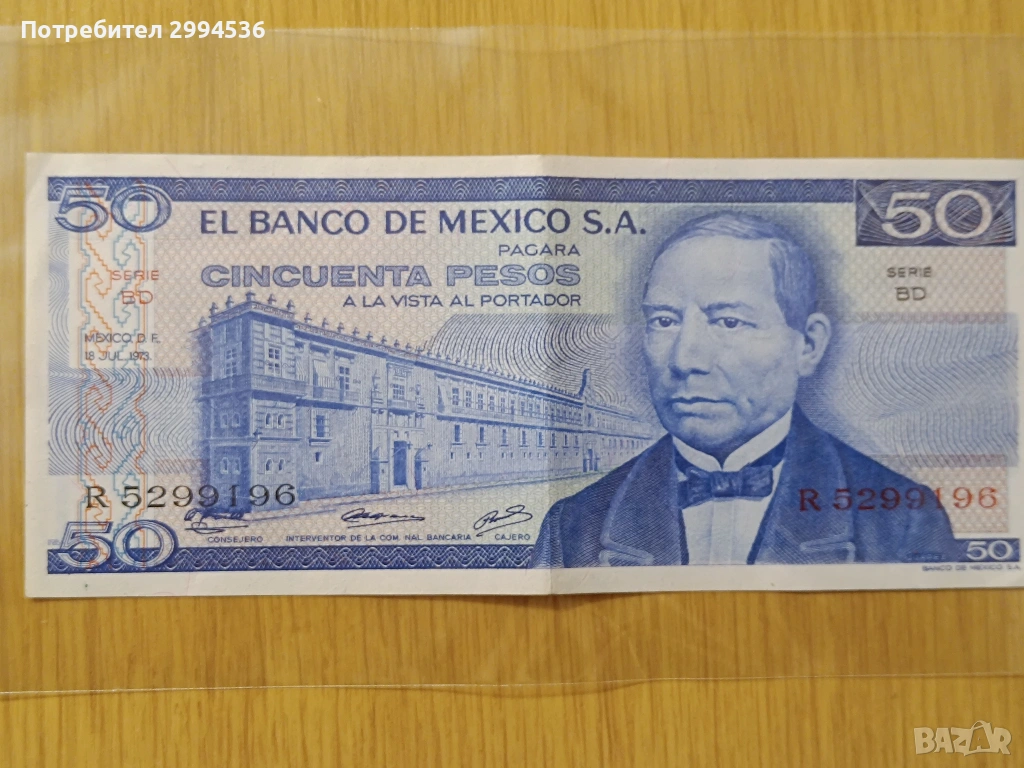 Потребител 2994536
50
EL BANCO DE MEXICO S.A.
50
PAGARA
CINCUENTA PESOS
A LA VISTA AL PORTADOR
SERIE
BD
SERIE
BD
MEXICO D. F.
18 JUL. 1973.
R 5299196
R 5299196
CONSEJERO INTERVENTOR DE LA COM. NAL. BANCARIA CAJERO
50
50
BANCO DE MEXICO S.A.
BAZAR